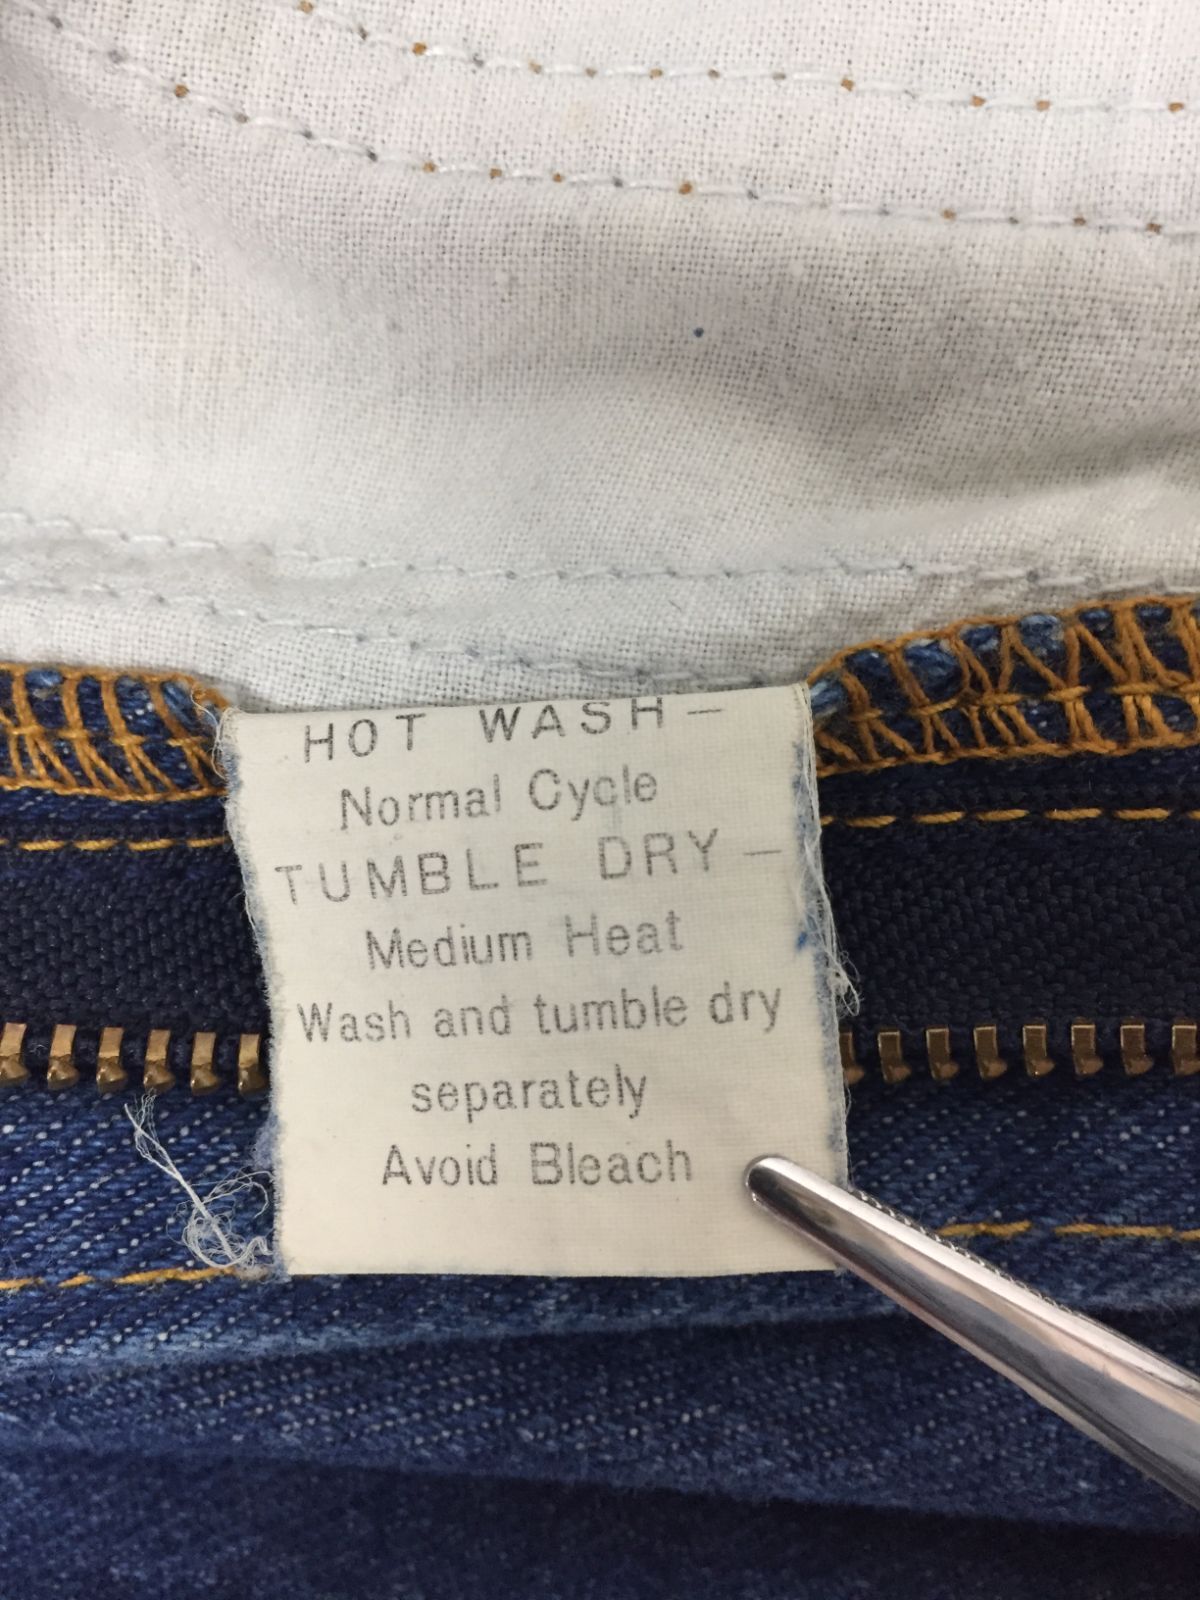 HOT WASH—
Normal Cycle
TUMBLE DRY—
Medium Heat
Wash and tumble dry
separately
Avoid Bleach